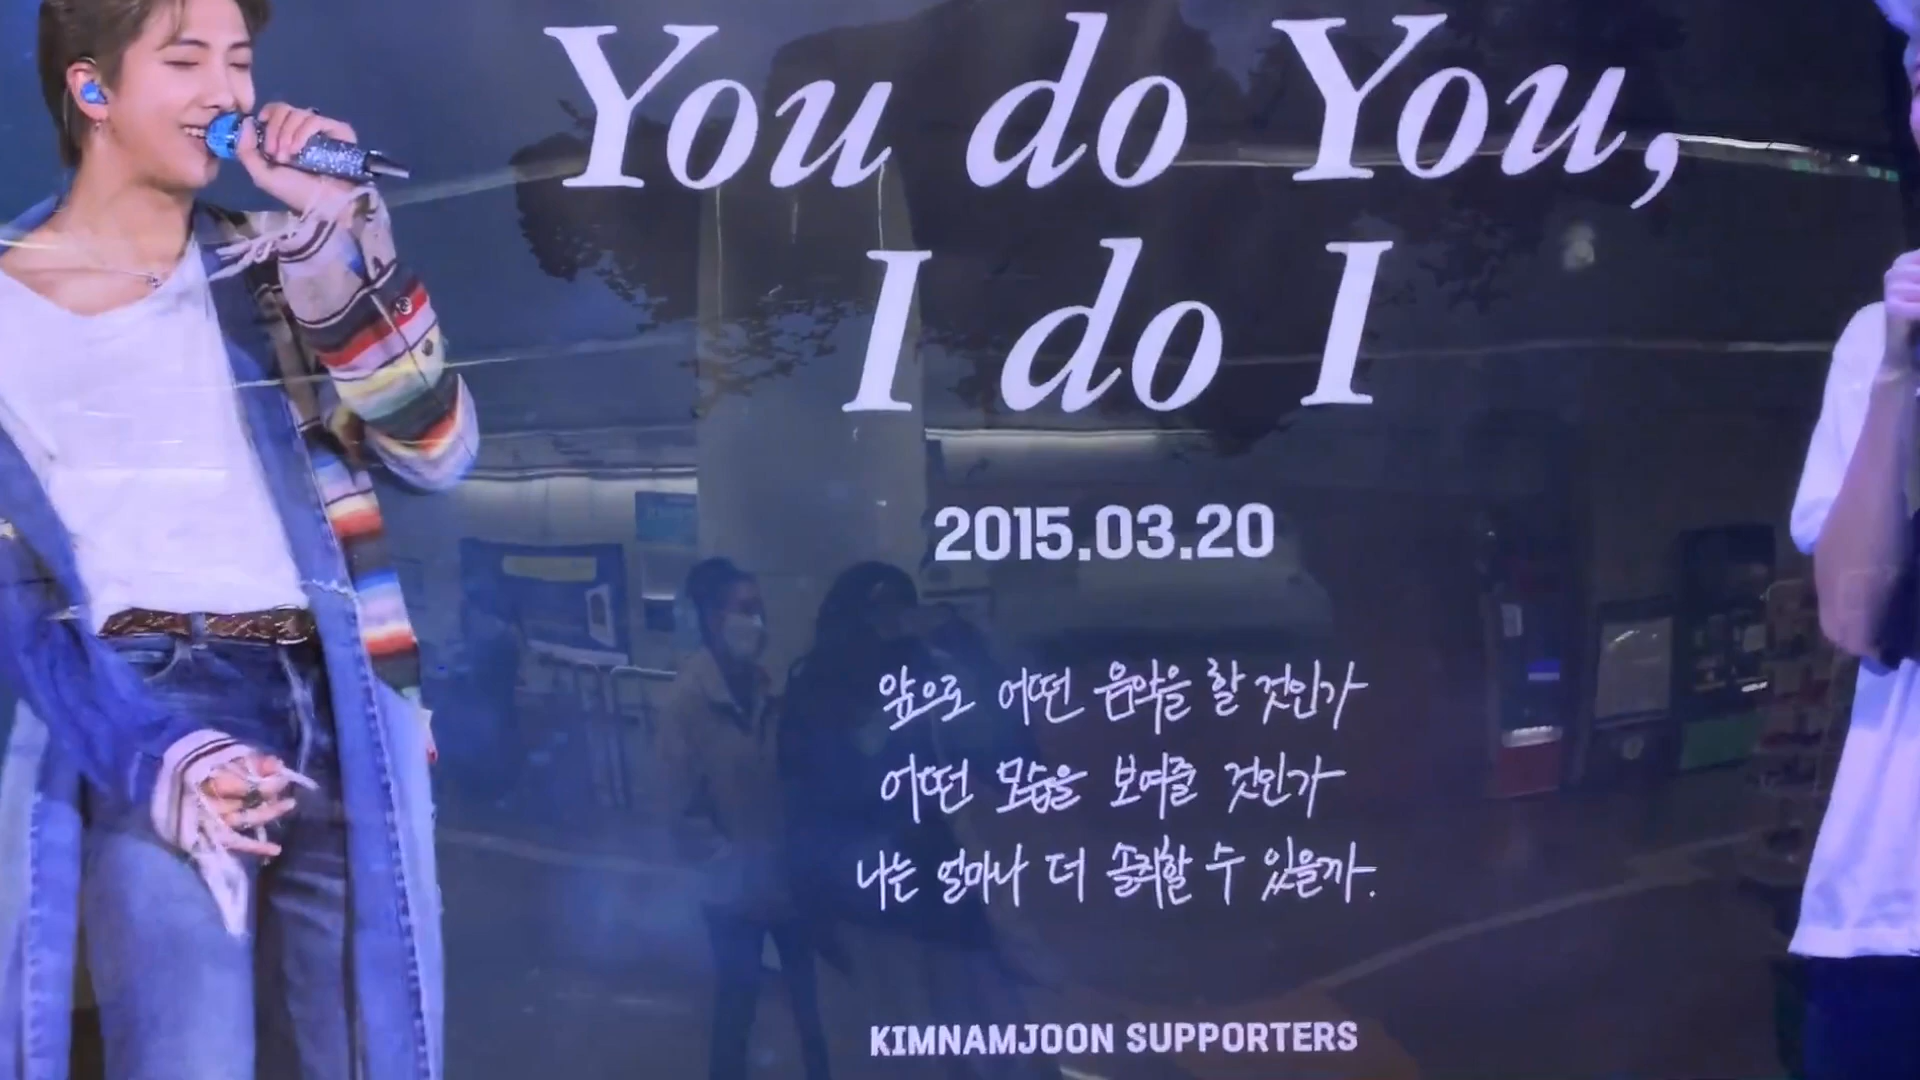 You do You,
I do I
2015.03.20
앞으로 어떤 음악을 할 것인가
어떤 모습을 보여줄 것인가
나는 얼마나 더 솔직할 수 있을까.
KIMNAMJOON SUPPORTERS